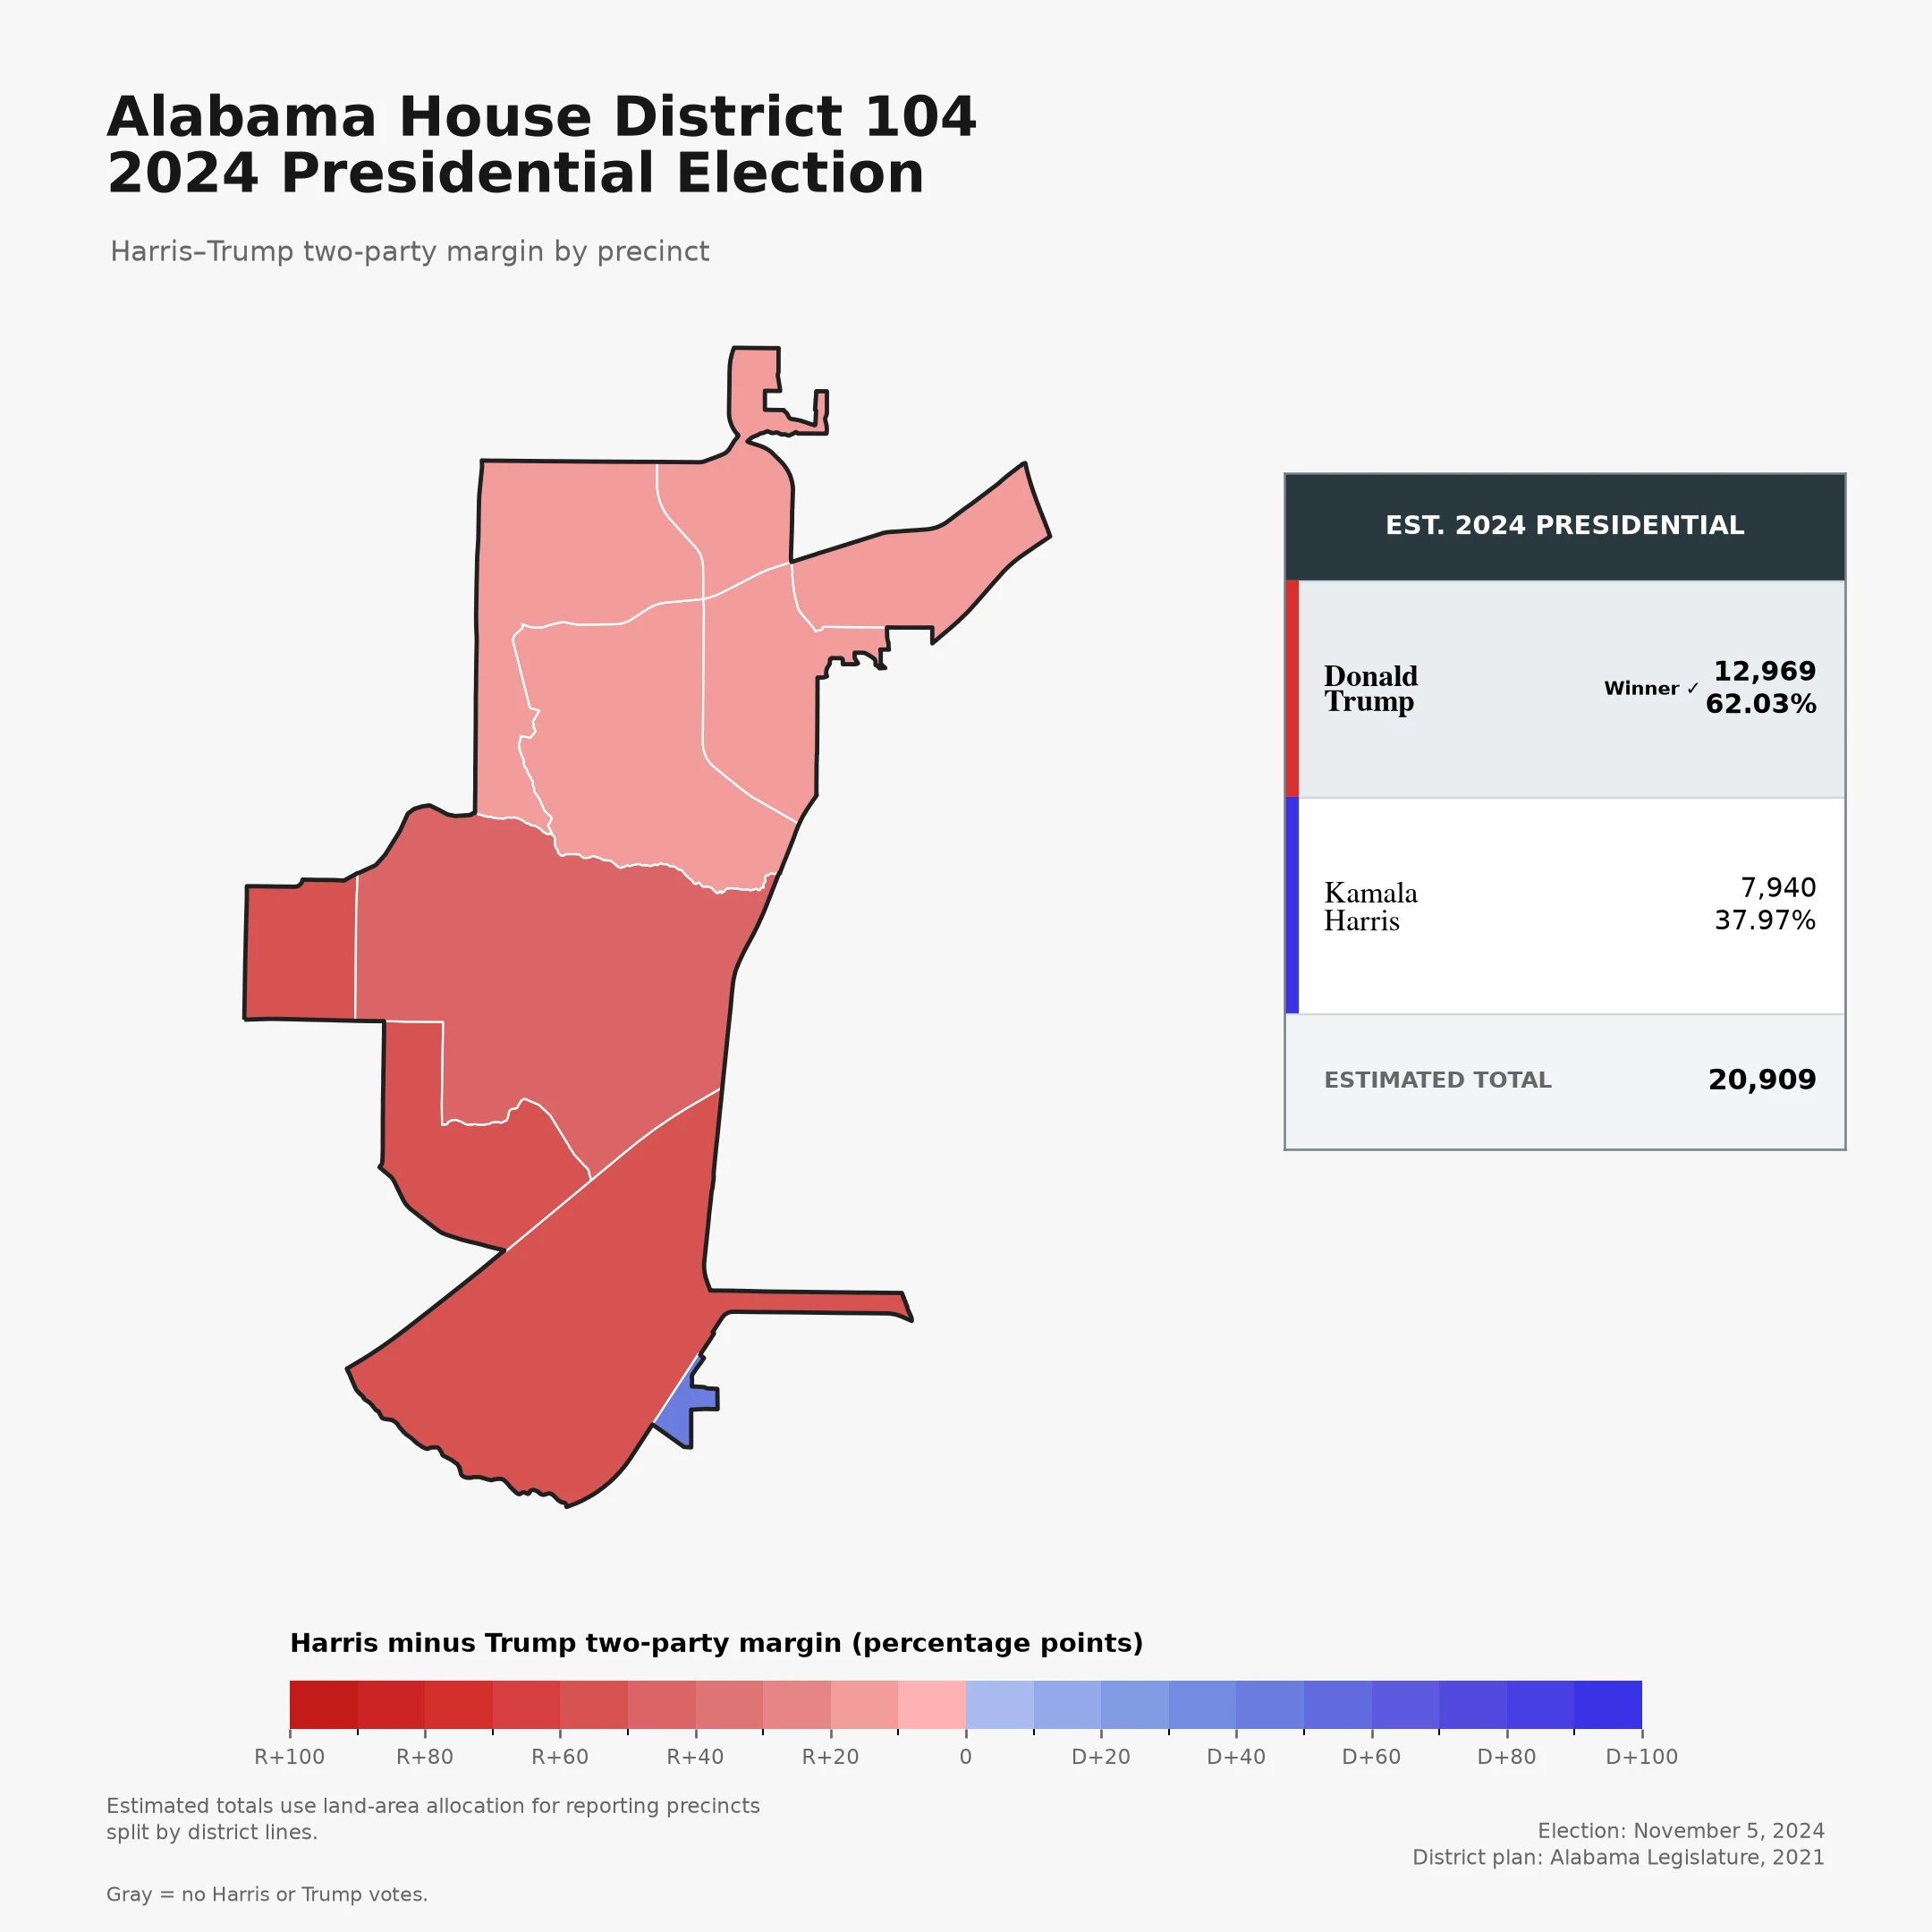 Alabama House District 104
2024 Presidential Election
Harris–Trump two-party margin by precinct
EST. 2024 PRESIDENTIAL
Donald
Trump
Winner ✓
12,969
62.03%
Kamala
Harris
7,940
37.97%
ESTIMATED TOTAL
20,909
Harris minus Trump two-party margin (percentage points)
R+100 R+80 R+60 R+40 R+20 0 D+20 D+40 D+60 D+80 D+100
Estimated totals use land-area allocation for reporting precincts
split by district lines.
Gray = no Harris or Trump votes.
Election: November 5, 2024
District plan: Alabama Legislature, 2021